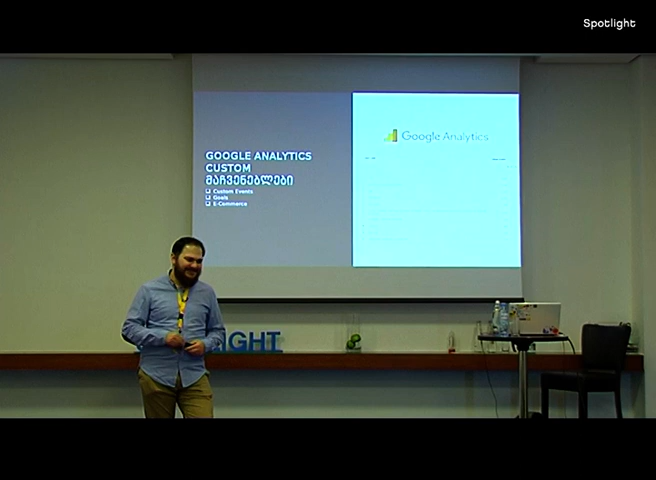 Spotlight
GOOGLE ANALYTICS
CUSTOM
ᲛᲐᲩᲕᲔᲜᲔᲑᲚᲔᲑᲘ
Custom Events
Goals
E-Commerce
Google Analytics
IGHT